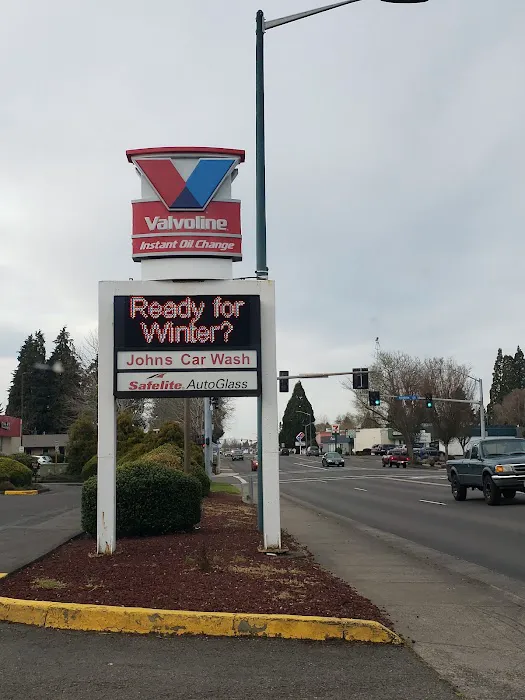 Valvoline
Instant Oil Change
Ready for
Winter?
Johns Car Wash
Safelite AutoGlass